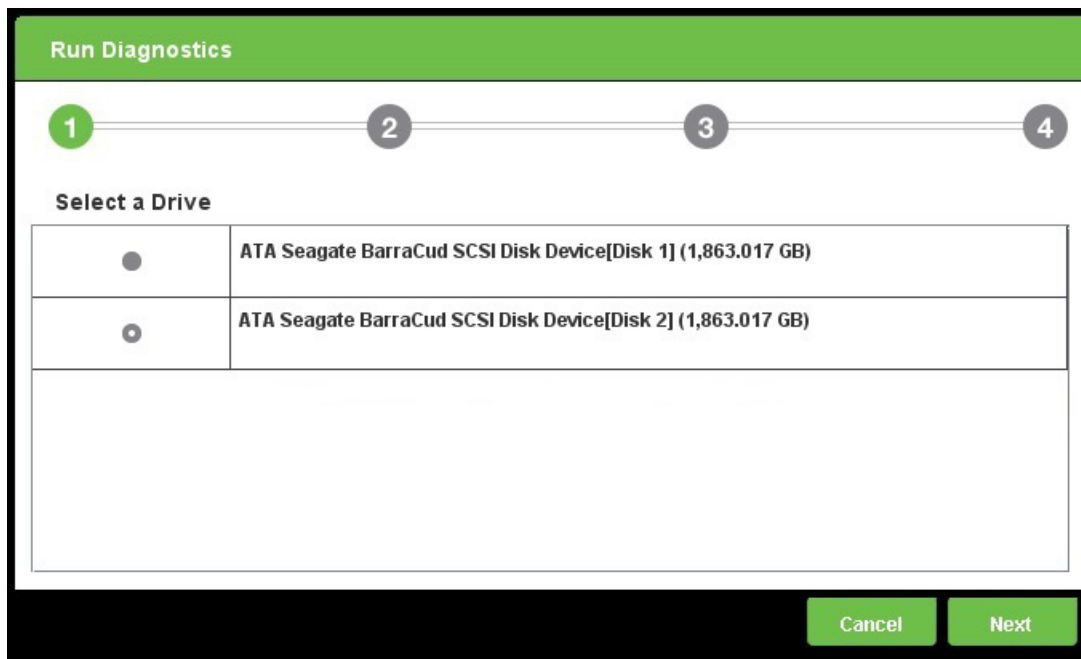 Run Diagnostics
1 2 3 4
Select a Drive
ATA Seagate BarraCud SCSI Disk Device[Disk 1] (1,863.017 GB)
ATA Seagate BarraCud SCSI Disk Device[Disk 2] (1,863.017 GB)
Cancel Next